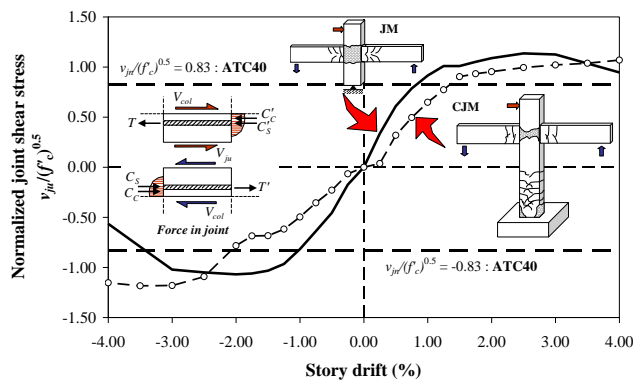 1.50
1.00
0.50
0.00
-0.50
-1.00
-1.50
Normalized joint shear stress
v_ju/(f'_c)^0.5
v_jn/(f'_c)^0.5 = 0.83 : ATC40
JM
V_col
T
C'_C
C'_S
V_ju
C_S
C_C
T'
V_col
Force in joint
CJM
v_jn/(f'_c)^0.5 = -0.83 : ATC40
-4.00 -3.00 -2.00 -1.00 0.00 1.00 2.00 3.00 4.00
Story drift (%)